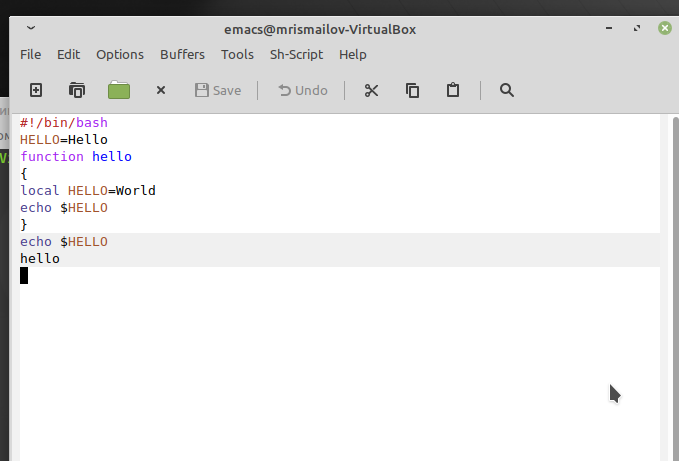 emacs@mrismailov-VirtualBox
File Edit Options Buffers Tools Sh-Script Help
Save Undo
#!/bin/bash
HELLO=Hello
function hello
{
local HELLO=World
echo $HELLO
}
echo $HELLO
hello